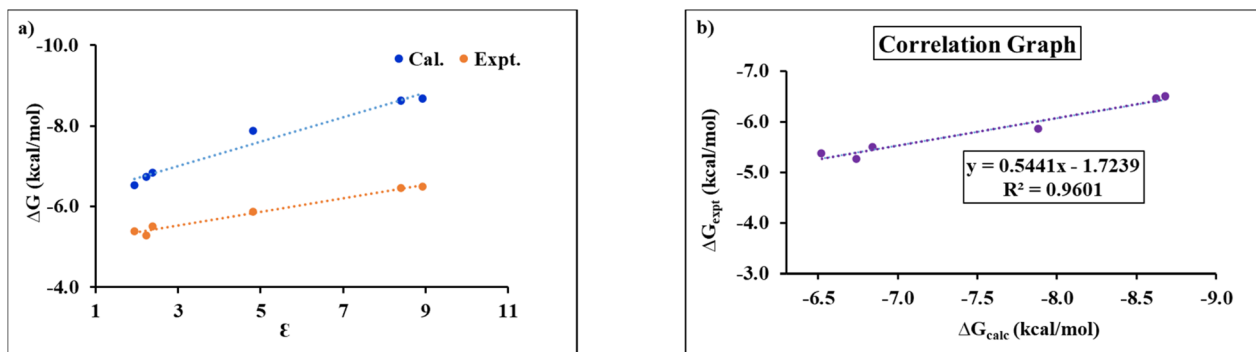 a)
-10.0
Cal. Expt.
-8.0
ΔG (kcal/mol)
-6.0
-4.0
1 3 5 7 9 11
ε
b)
Correlation Graph
-7.0
-6.0
ΔGexpt (kcal/mol)
-5.0
y = 0.5441x - 1.7239
R² = 0.9601
-4.0
-3.0
-6.5 -7.0 -7.5 -8.0 -8.5 -9.0
ΔGcalc (kcal/mol)